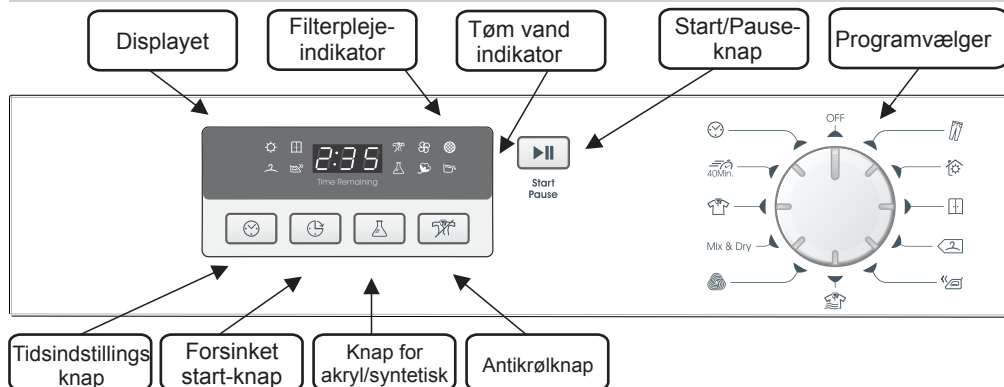 Displayet
Filterpleje-
indikator
Tøm vand
indikator
Start/Pause-
knap
Programvælger
2:35
Time Remaining
Start
Pause
OFF
40Min.
Mix & Dry
Tidsindstillings
knap
Forsinket
start-knap
Knap for
akryl/syntetisk
Antikrølknap